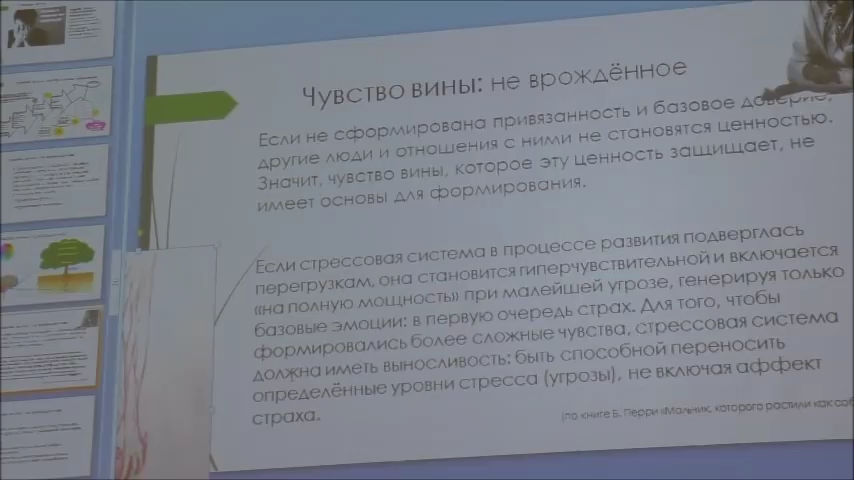 Чувство вины: не врождённое
Если не сформирована привязанность и базовое доверие,
другие люди и отношения с ними не становятся ценностью.
Значит, чувство вины, которое эту ценность защищает, не
имеет основы для формирования.
Если стрессовая система в процессе развития подверглась
перегрузкам, она становится гиперчувствительной и включается
«на полную мощность» при малейшей угрозе, генерируя только
базовые эмоции: в первую очередь страх. Для того, чтобы
формировались более сложные чувства, стрессовая система
должна иметь выносливость: быть способной переносить
определённые уровни стресса (угрозы), не включая аффект
страха.
(по книге Б. Перри «Мальчик, которого растили как соб